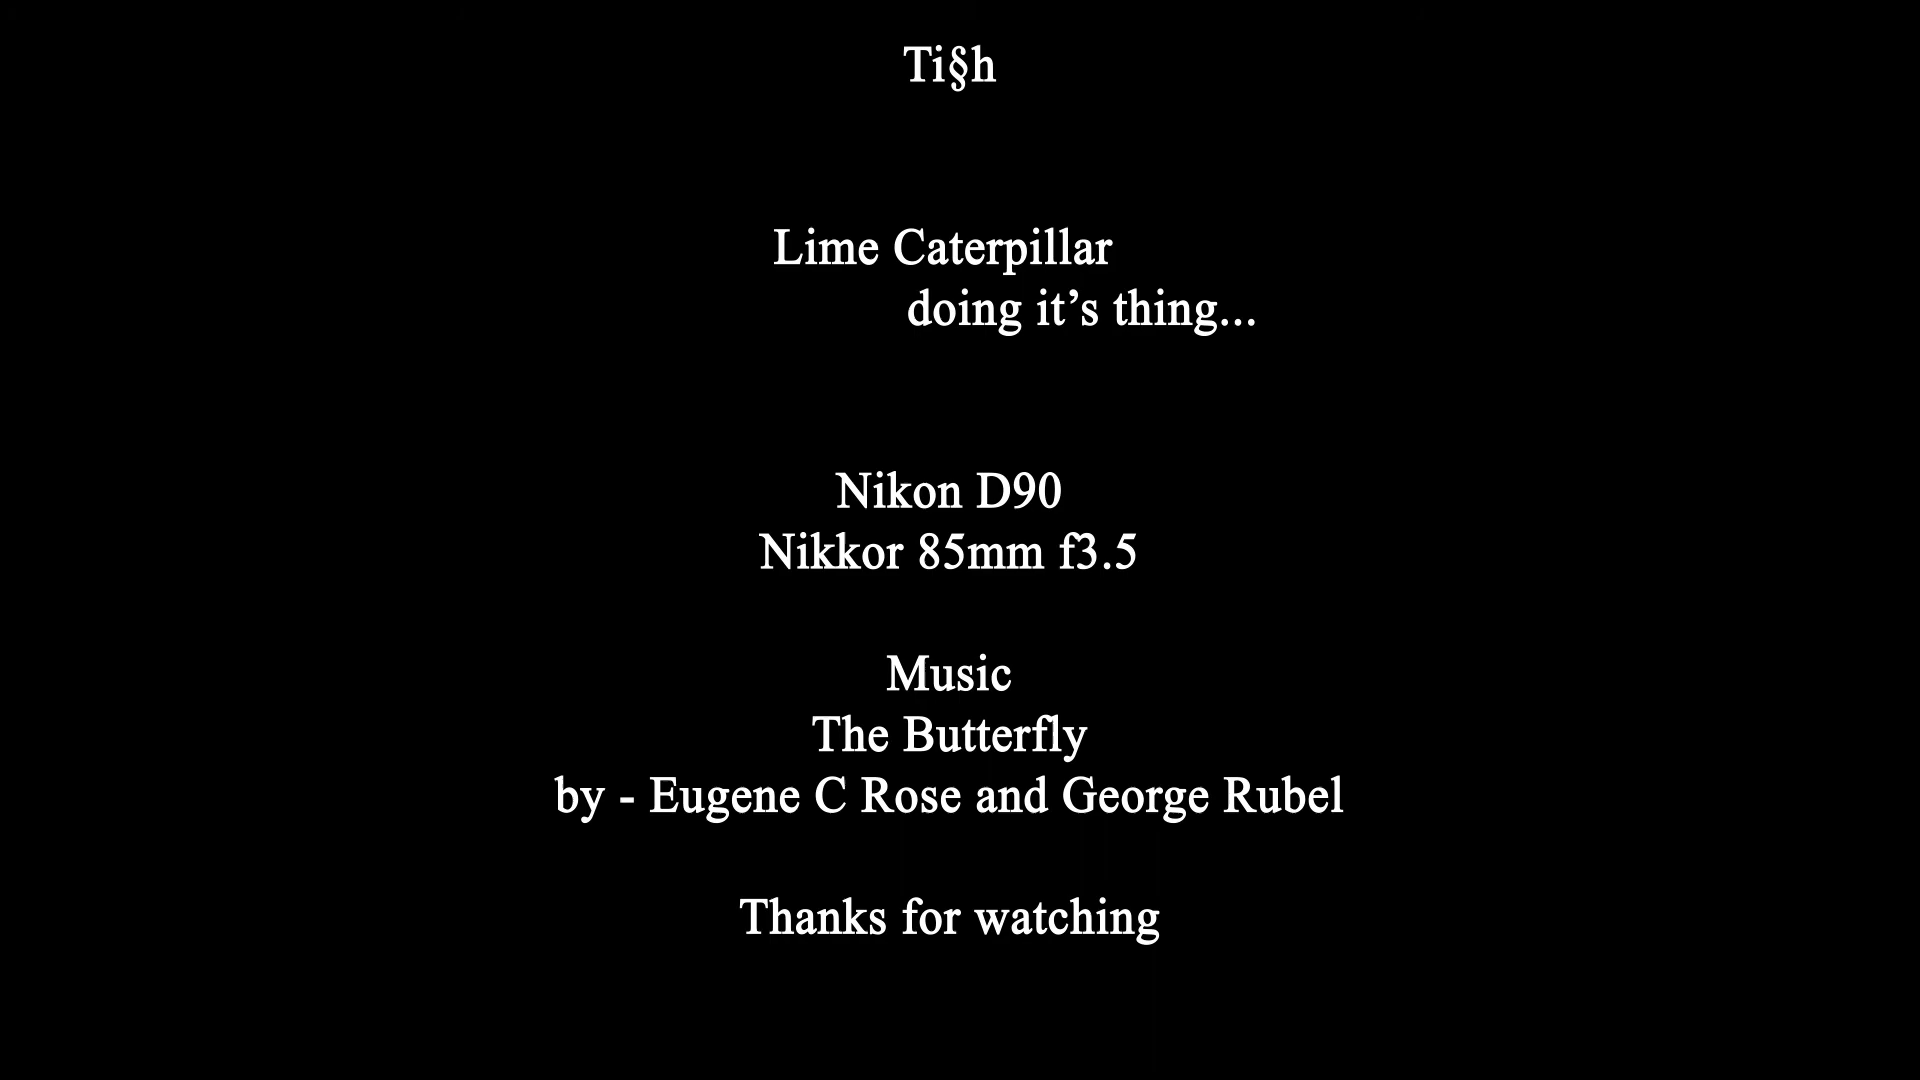 Ti§h
Lime Caterpillar
doing it’s thing...
Nikon D90
Nikkor 85mm f3.5
Music
The Butterfly
by - Eugene C Rose and George Rubel
Thanks for watching